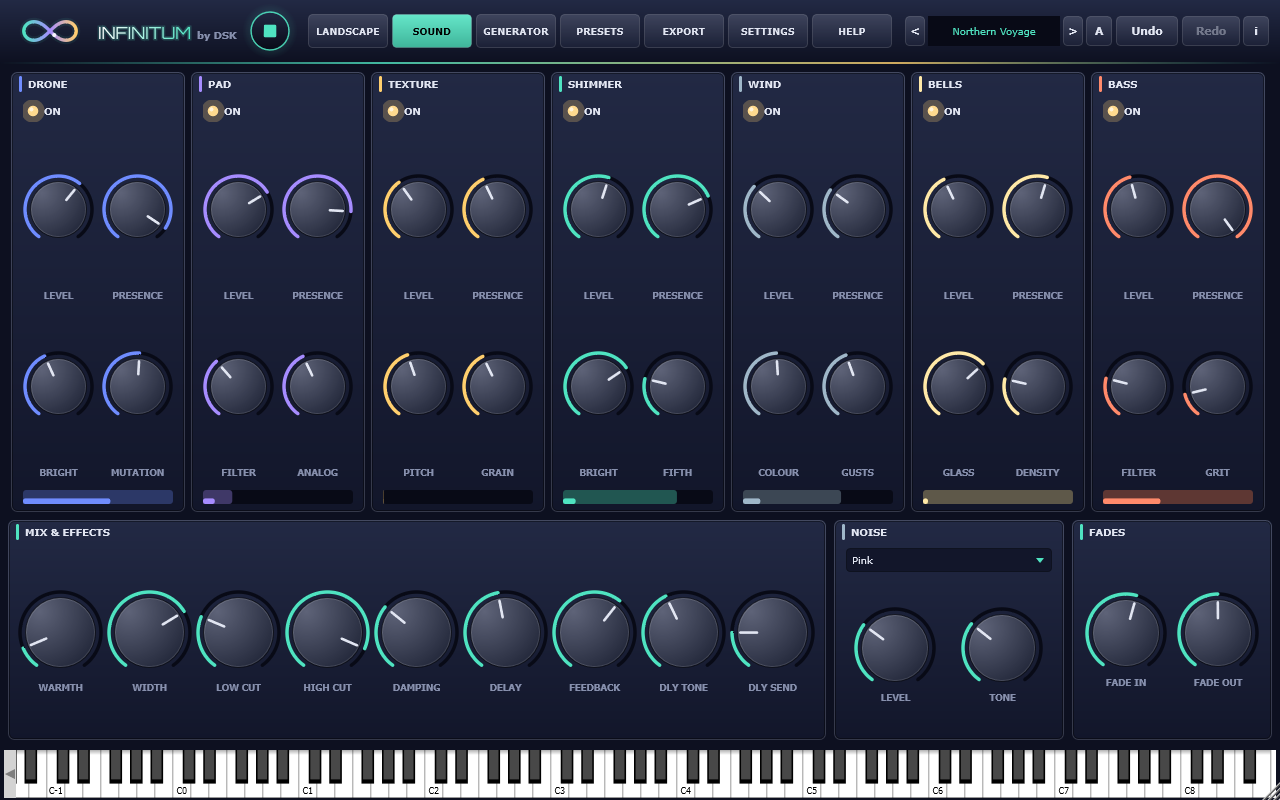 INFINITUM by DSK
LANDSCAPE SOUND GENERATOR PRESETS EXPORT SETTINGS HELP < Northern Voyage > A Undo Redo i
DRONE PAD TEXTURE SHIMMER WIND BELLS BASS
ON ON ON ON ON ON ON
LEVEL PRESENCE LEVEL PRESENCE LEVEL PRESENCE LEVEL PRESENCE LEVEL PRESENCE LEVEL PRESENCE LEVEL PRESENCE
BRIGHT MUTATION FILTER ANALOG PITCH GRAIN BRIGHT FIFTH COLOUR GUSTS GLASS DENSITY FILTER GRIT
MIX & EFFECTS NOISE FADES
Pink
WARMTH WIDTH LOW CUT HIGH CUT DAMPING DELAY FEEDBACK DLY TONE DLY SEND LEVEL TONE FADE IN FADE OUT
C-1 C0 C1 C2 C3 C4 C5 C6 C7 C8